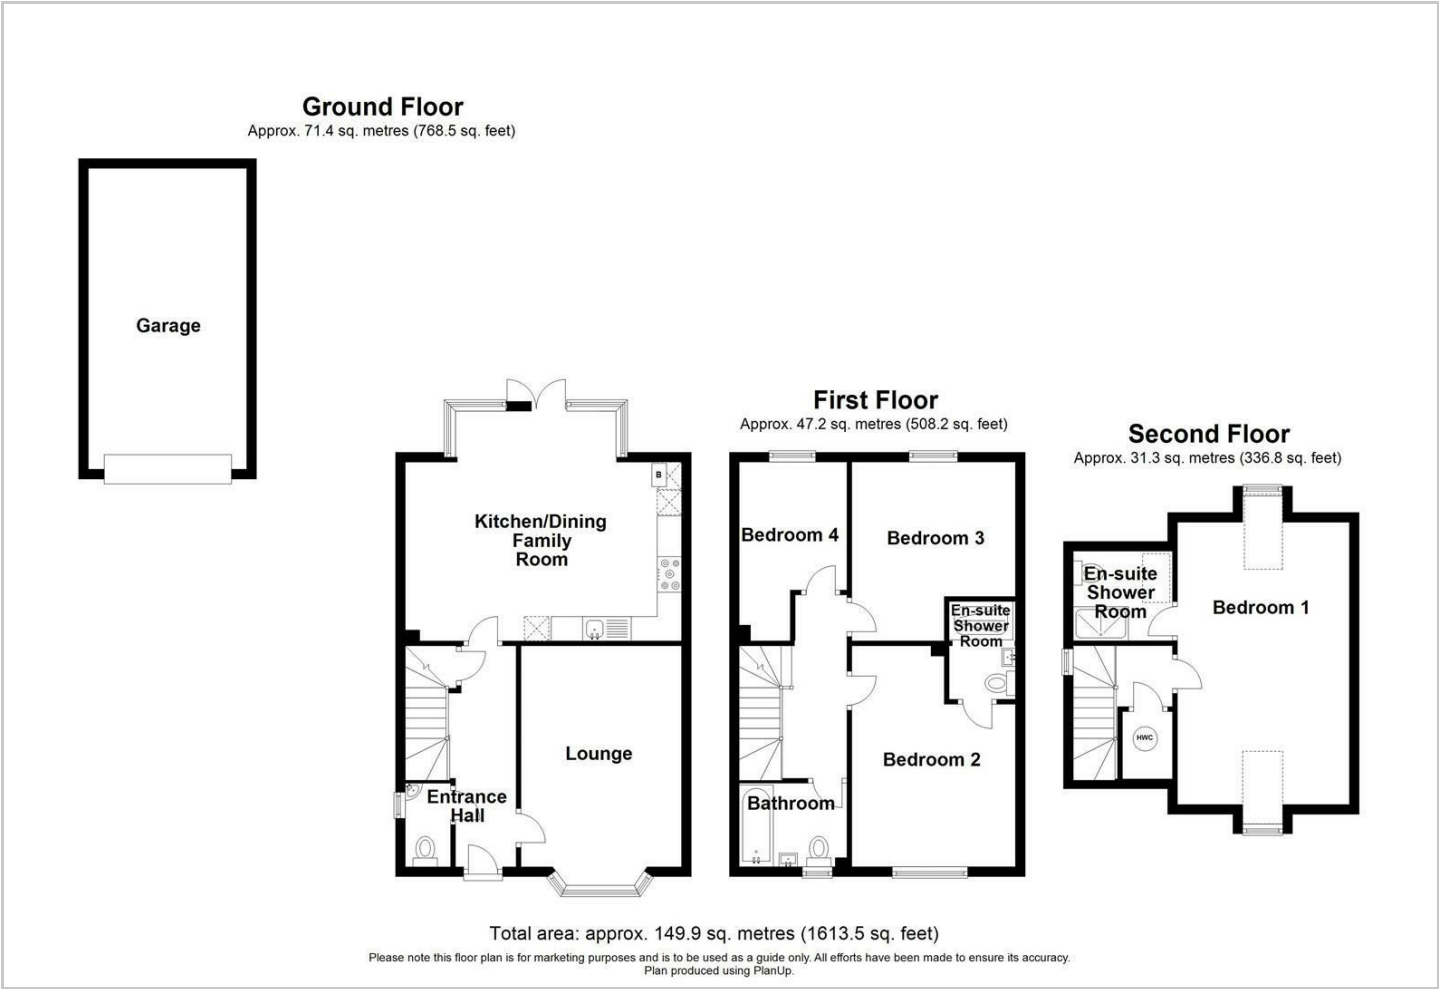 Ground Floor
Approx. 71.4 sq. metres (768.5 sq. feet)
Garage
Kitchen/Dining
Family
Room
B
Lounge
Entrance
Hall
First Floor
Approx. 47.2 sq. metres (508.2 sq. feet)
Bedroom 4
Bedroom 3
En-suite
Shower
Room
Bedroom 2
Bathroom
Second Floor
Approx. 31.3 sq. metres (336.8 sq. feet)
En-suite
Shower
Room
Bedroom 1
HWC
Total area: approx. 149.9 sq. metres (1613.5 sq. feet)
Please note this floor plan is for marketing purposes and is to be used as a guide only. All efforts have been made to ensure its accuracy.
Plan produced using PlanUp.